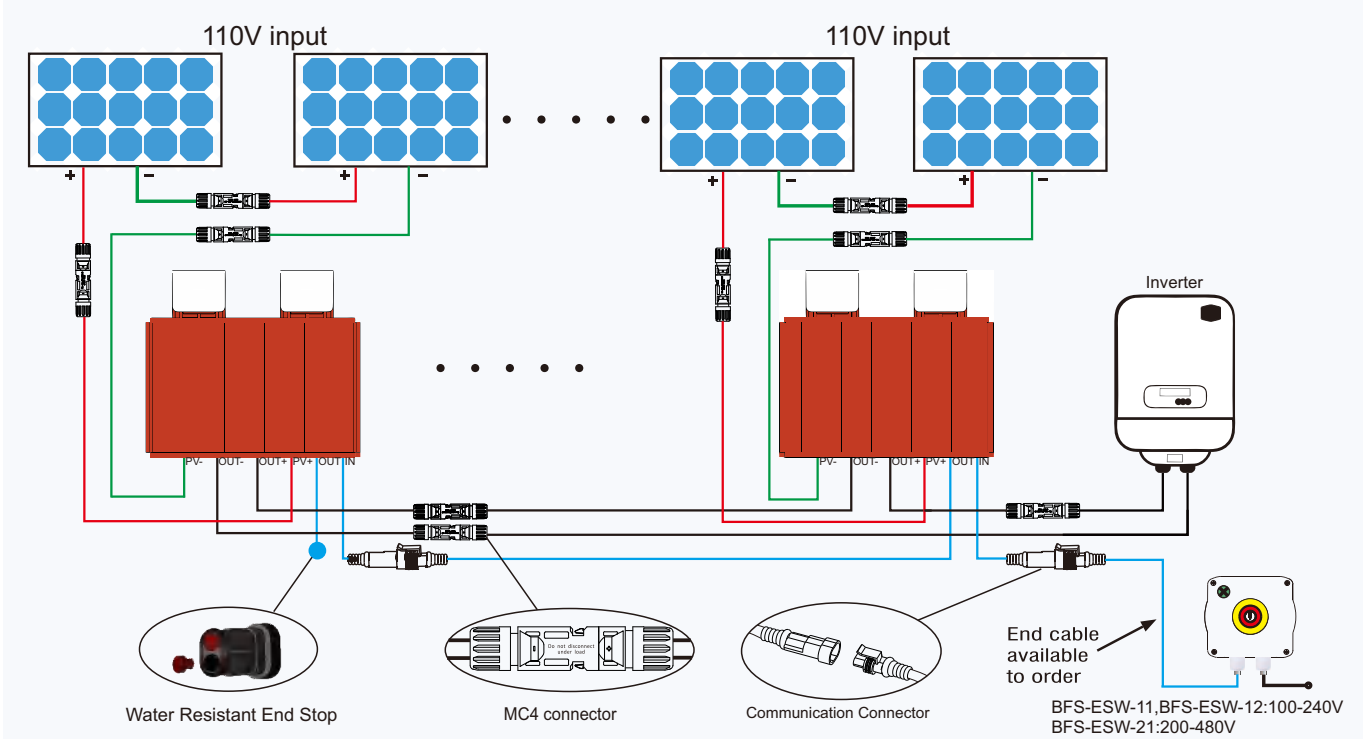 110V input
110V input
+ − + −
+ − + −
Inverter
PV- OUT- OUT+ PV+ OUT IN
PV- OUT- OUT+ PV+ OUT IN
Do not disconnect
under load
End cable
available
to order
Water Resistant End Stop
MC4 connector
Communication Connector
BFS-ESW-11,BFS-ESW-12:100-240V
BFS-ESW-21:200-480V